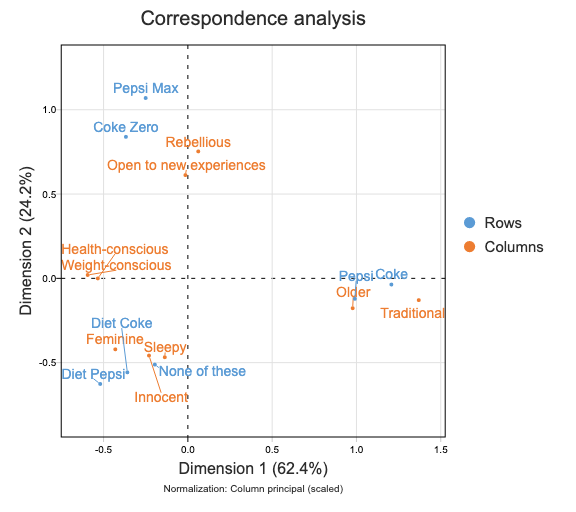 Correspondence analysis
Pepsi Max
1.0
Coke Zero
Rebellious
Open to new experiences
0.5
Dimension 2 (24.2%)
Rows
Columns
Health-conscious
Weight-conscious
0.0
Pepsi
Coke
Older
Traditional
Diet Coke
Feminine
Sleepy
-0.5
Diet Pepsi
None of these
Innocent
-0.5
0.0
0.5
1.0
1.5
Dimension 1 (62.4%)
Normalization: Column principal (scaled)